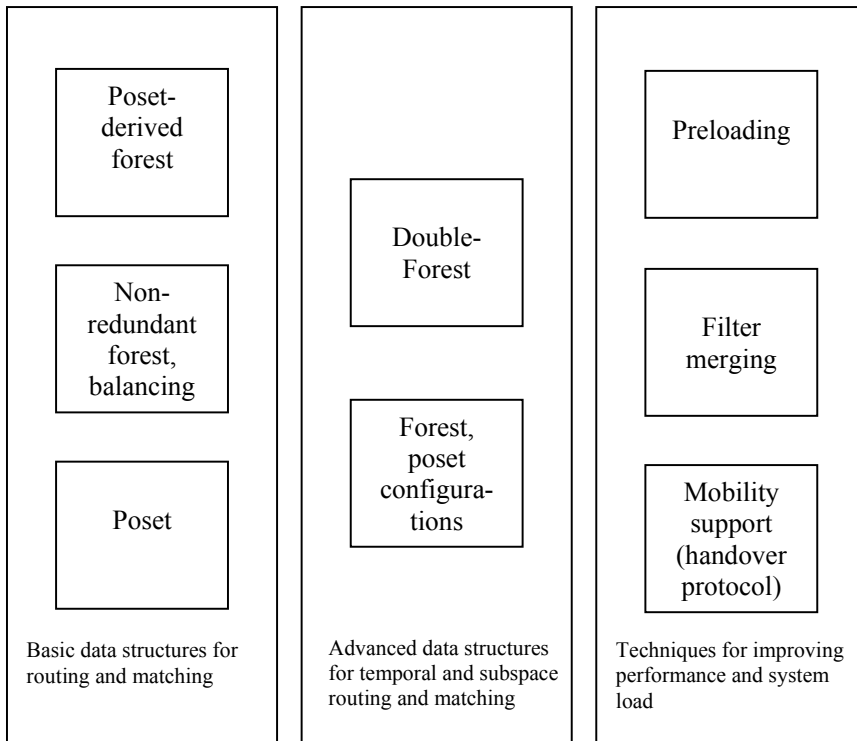 Poset-
derived
forest
Non-
redundant
forest,
balancing
Poset
Basic data structures for
routing and matching
Double-
Forest
Forest,
poset
configura-
tions
Advanced data structures
for temporal and subspace
routing and matching
Preloading
Filter
merging
Mobility
support
(handover
protocol)
Techniques for improving
performance and system
load